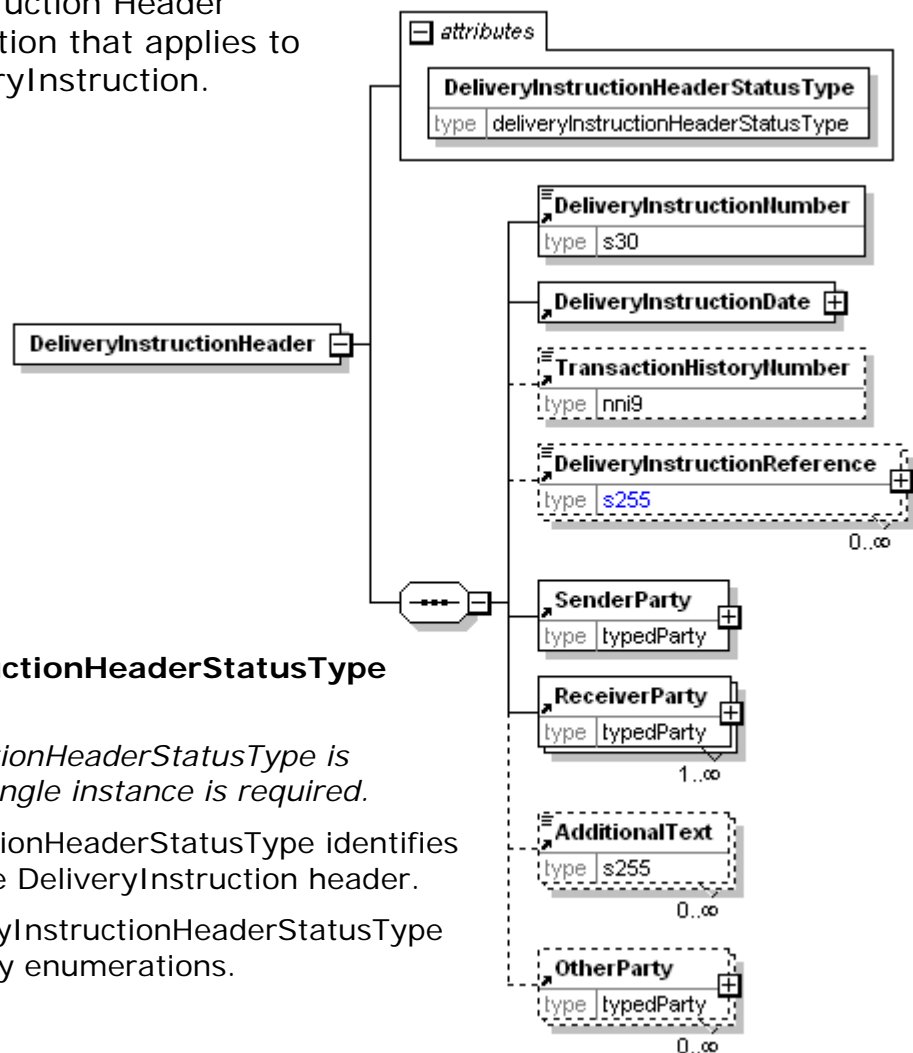 ruction Header
tion that applies to
ryInstruction.
attributes
DeliveryInstructionHeaderStatusType
type deliveryInstructionHeaderStatusType
DeliveryInstructionNumber
type s30
DeliveryInstructionDate
DeliveryInstructionHeader
TransactionHistoryNumber
type nni9
DeliveryInstructionReference
type s255
0..∞
SenderParty
type typedParty
uctionHeaderStatusType
ReceiverParty
type typedParty
1..∞
tionHeaderStatusType is
ngle instance is required.
ionHeaderStatusType identifies
e DeliveryInstruction header.
AdditionalText
type s255
0..∞
yInstructionHeaderStatusType
y enumerations.
OtherParty
type typedParty
0..∞